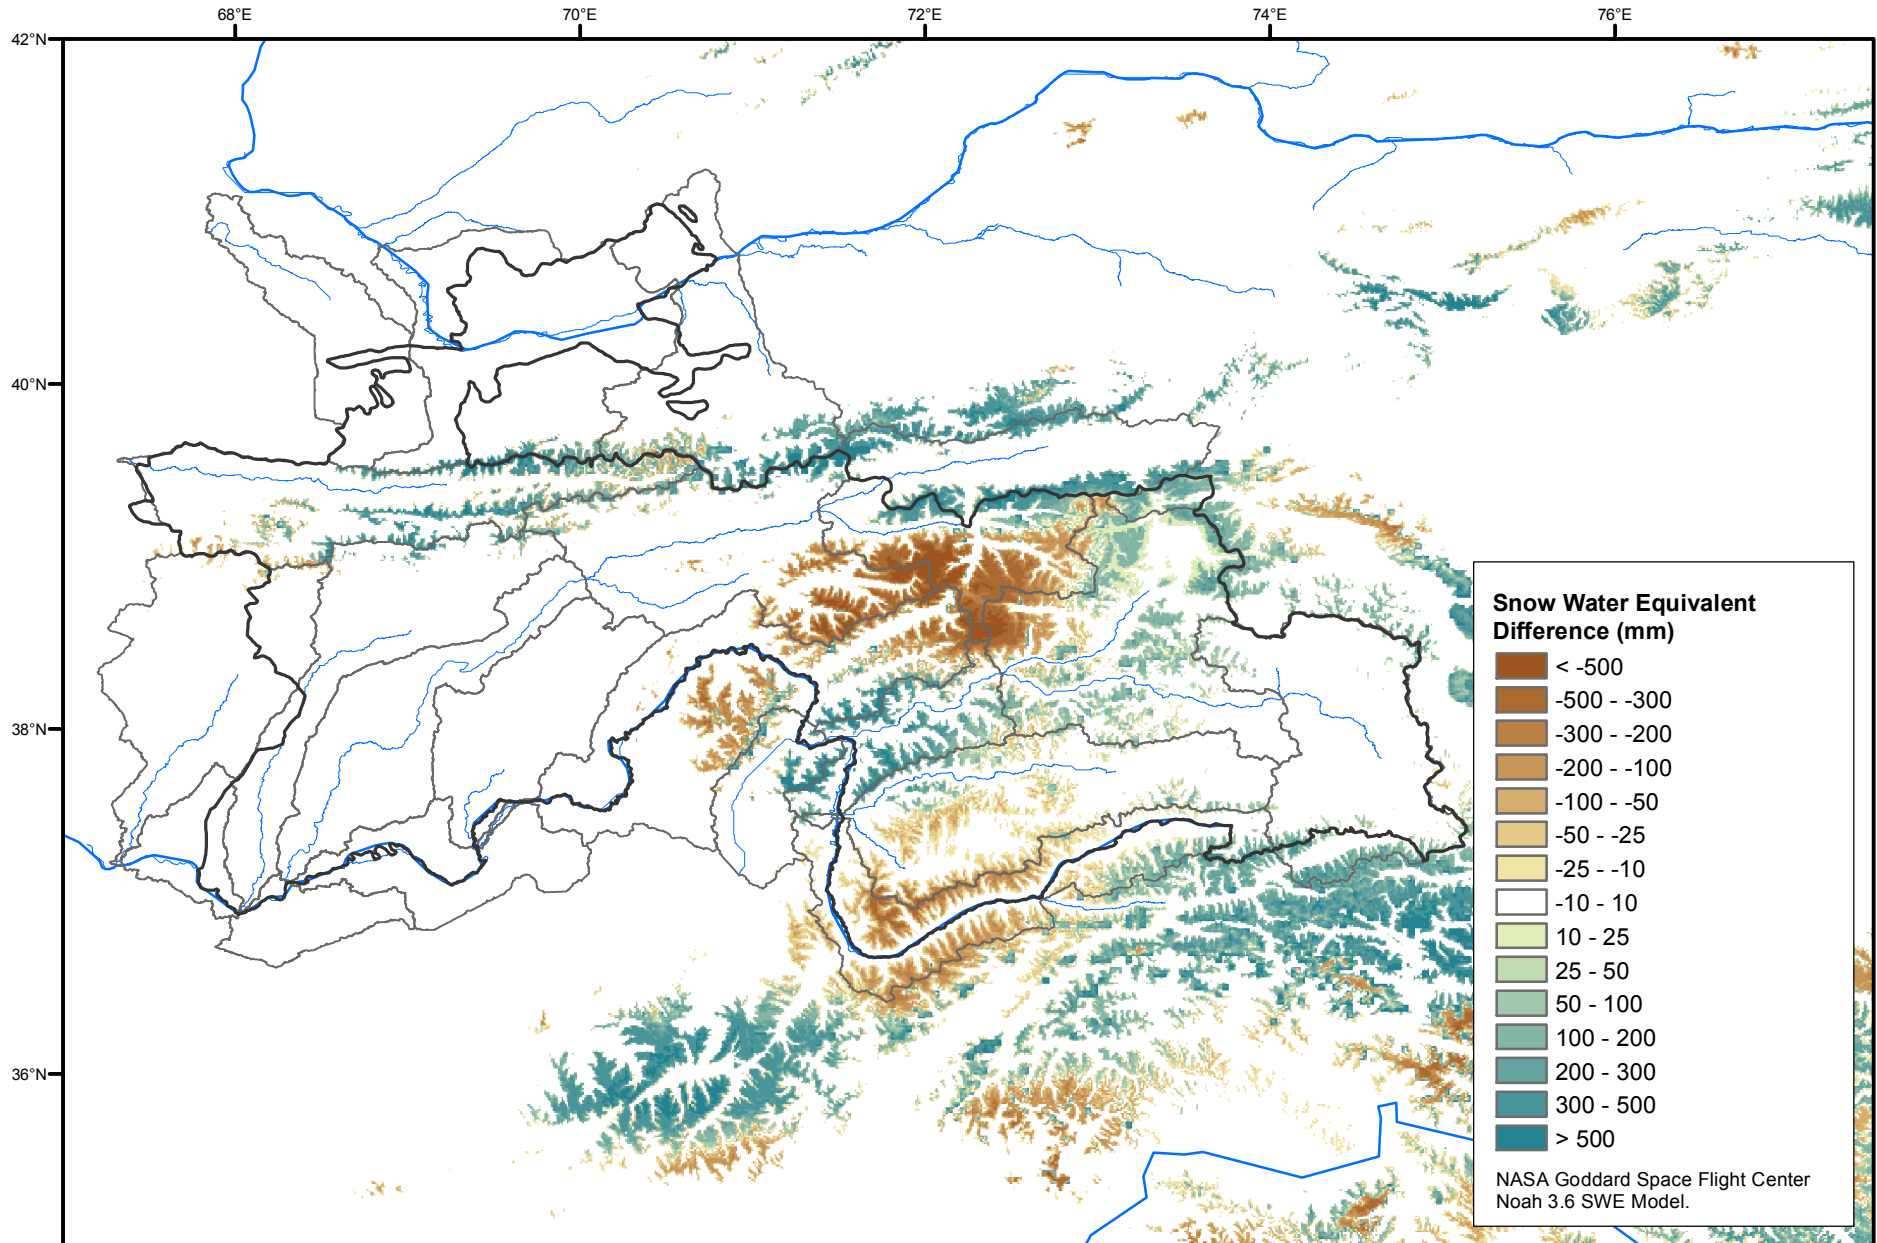 68°E 70°E 72°E 74°E 76°E
42°N
40°N
38°N
36°N
Snow Water Equivalent
Difference (mm)
< -500
-500 - -300
-300 - -200
-200 - -100
-100 - -50
-50 - -25
-25 - -10
-10 - 10
10 - 25
25 - 50
50 - 100
100 - 200
200 - 300
300 - 500
> 500
NASA Goddard Space Flight Center
Noah 3.6 SWE Model.